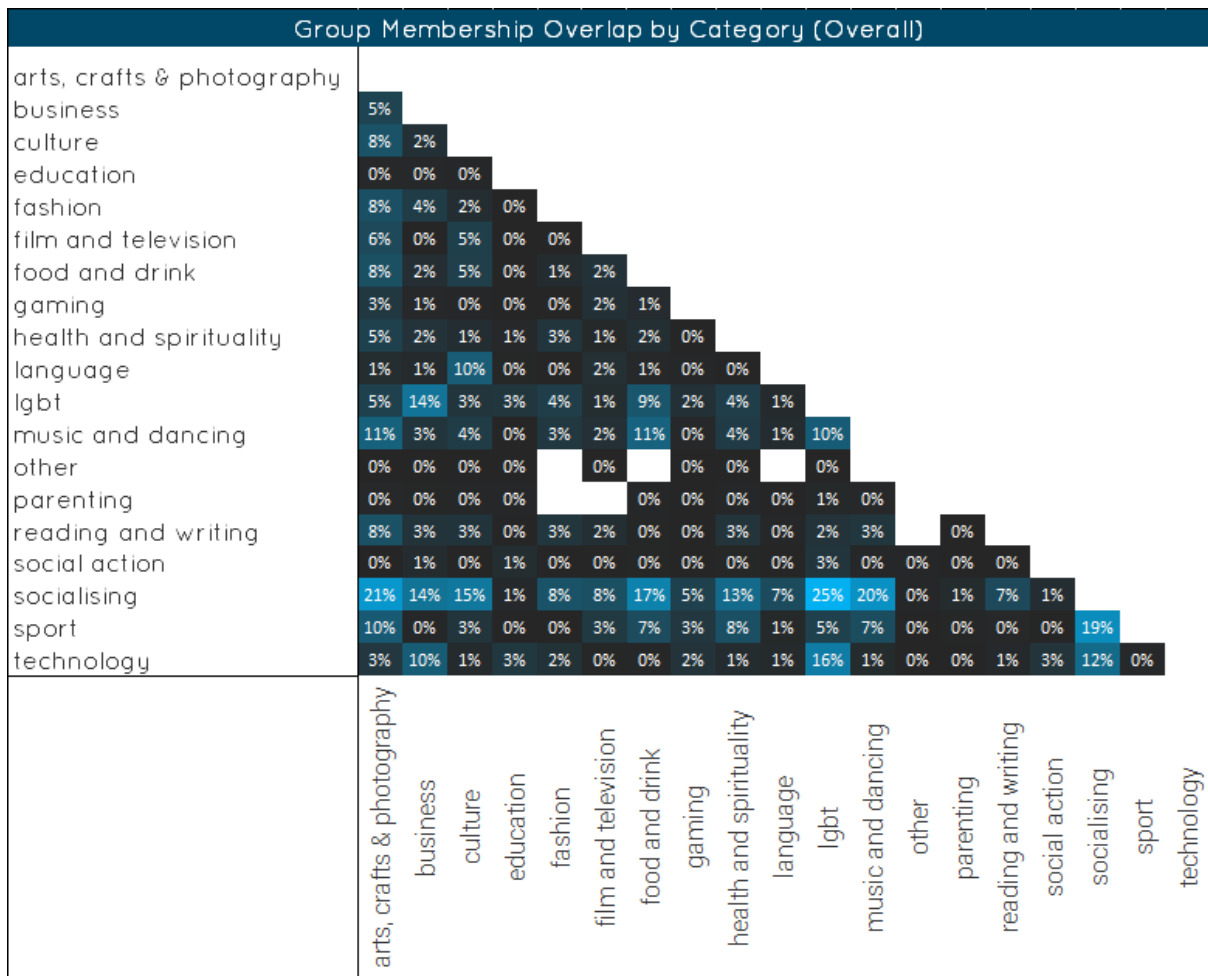 Group Membership Overlap by Category (Overall)
arts, crafts & photography
business 5%
culture 8% 2%
education 0% 0% 0%
fashion 8% 4% 2% 0%
film and television 6% 0% 5% 0% 0%
food and drink 8% 2% 5% 0% 1% 2%
gaming 3% 1% 0% 0% 0% 2% 1%
health and spirituality 5% 2% 1% 1% 3% 1% 2% 0%
language 1% 1% 10% 0% 0% 2% 1% 0% 0%
lgbt 5% 14% 3% 3% 4% 1% 9% 2% 4% 1%
music and dancing 11% 3% 4% 0% 3% 2% 11% 0% 4% 1% 10%
other 0% 0% 0% 0% 0% 0% 0% 0%
parenting 0% 0% 0% 0% 0% 0% 0% 0% 1% 0%
reading and writing 8% 3% 3% 0% 3% 2% 0% 0% 3% 0% 2% 3% 0%
social action 0% 1% 0% 1% 0% 0% 0% 0% 0% 0% 3% 0% 0% 0% 0%
socialising 21% 14% 15% 1% 8% 8% 17% 5% 13% 7% 25% 20% 0% 1% 7% 1%
sport 10% 0% 3% 0% 0% 3% 7% 3% 8% 1% 5% 7% 0% 0% 0% 0% 19%
technology 3% 10% 1% 3% 2% 0% 0% 2% 1% 1% 16% 1% 0% 0% 1% 3% 12% 0%
arts, crafts & photography
business
culture
education
fashion
film and television
food and drink
gaming
health and spirituality
language
lgbt
music and dancing
other
parenting
reading and writing
social action
socialising
sport
technology